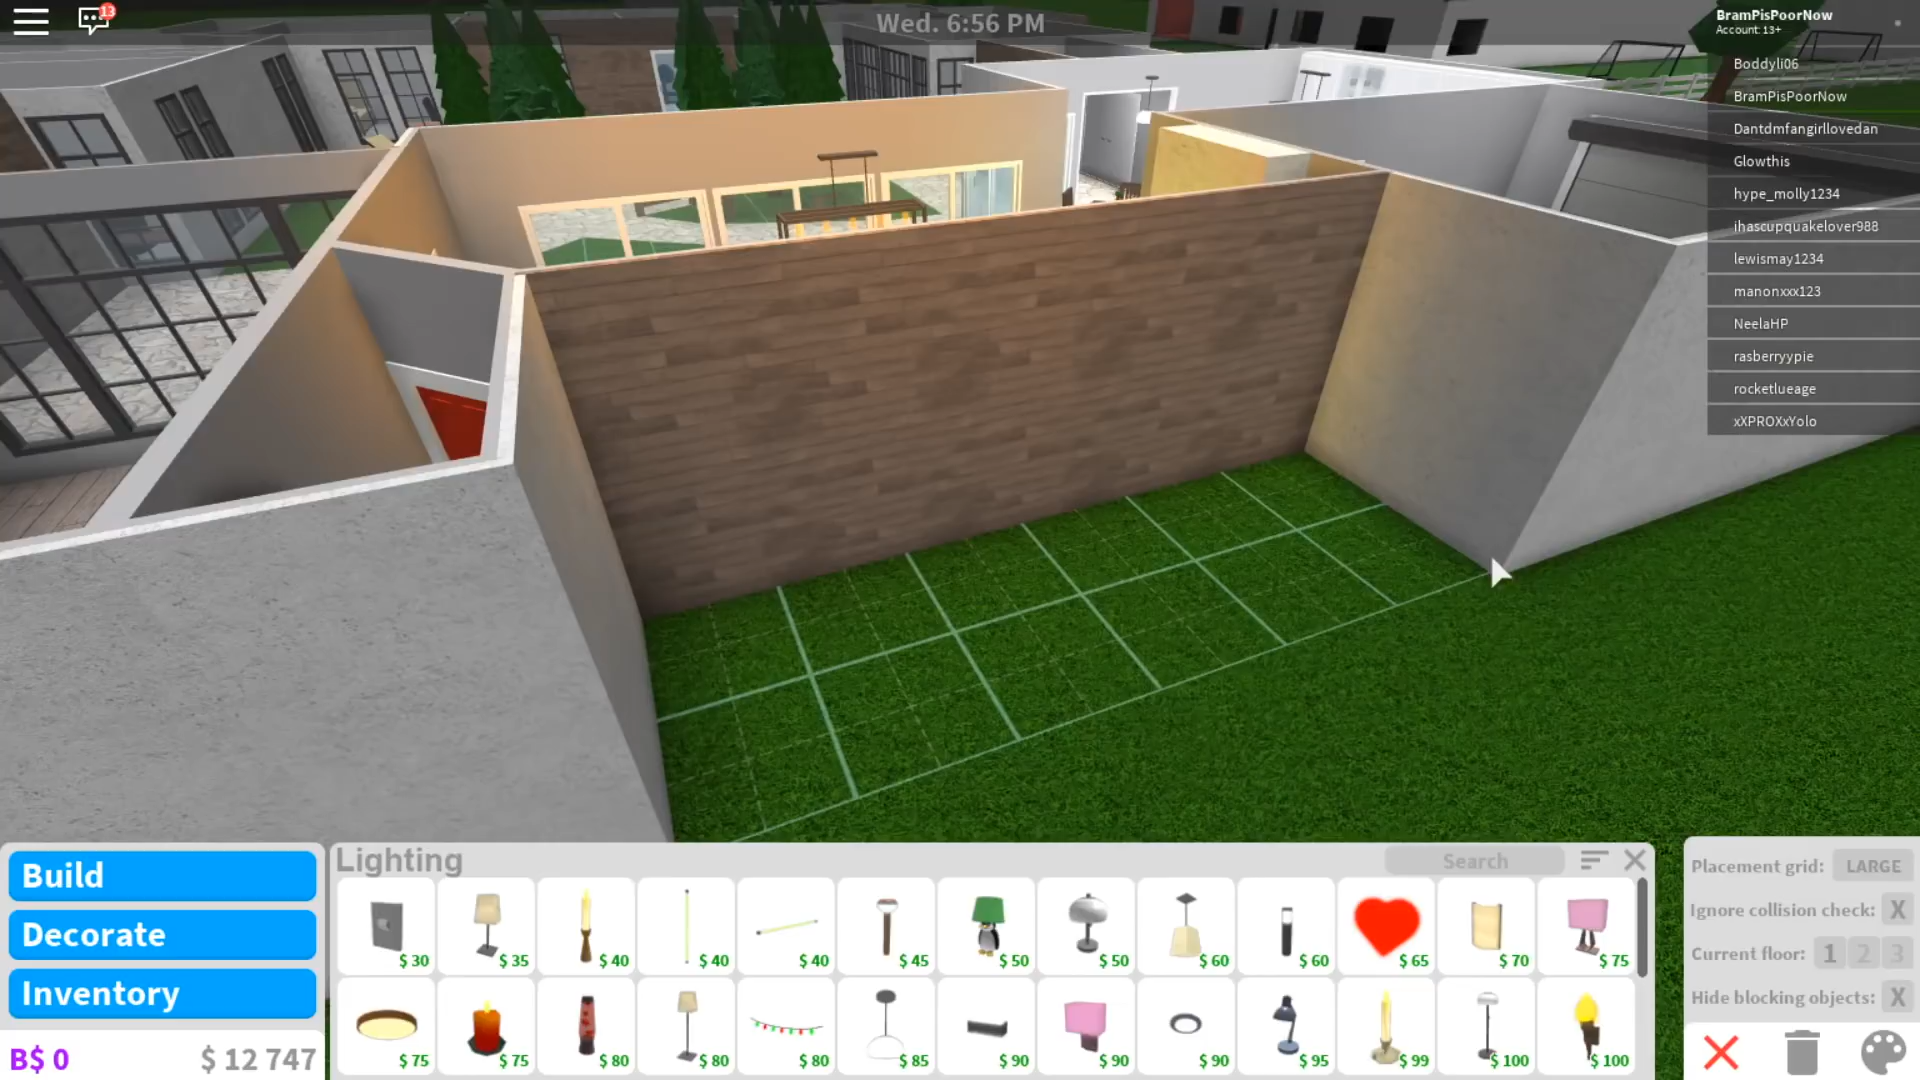 13
Wed. 6:56 PM
BramPisPoorNow
Account: 13+
Boddyli06
BramPisPoorNow
Dantdmfangirllovedan
Glowthis
hype_molly1234
ihascupquakelover988
lewismay1234
manonxxx123
NeelaHP
rasberryypie
rocketlueage
xXPROXxYolo
Build
Decorate
Inventory
B$ 0 $ 12 747
Lighting Search
$ 30 $ 35 $ 40 $ 40 $ 40 $ 45 $ 50 $ 50 $ 60 $ 60 $ 65 $ 70 $ 75
$ 75 $ 75 $ 80 $ 80 $ 80 $ 85 $ 90 $ 90 $ 90 $ 95 $ 99 $ 100 $ 100
Placement grid: LARGE
Ignore collision check: X
Current floor: 1 2 3
Hide blocking objects: X